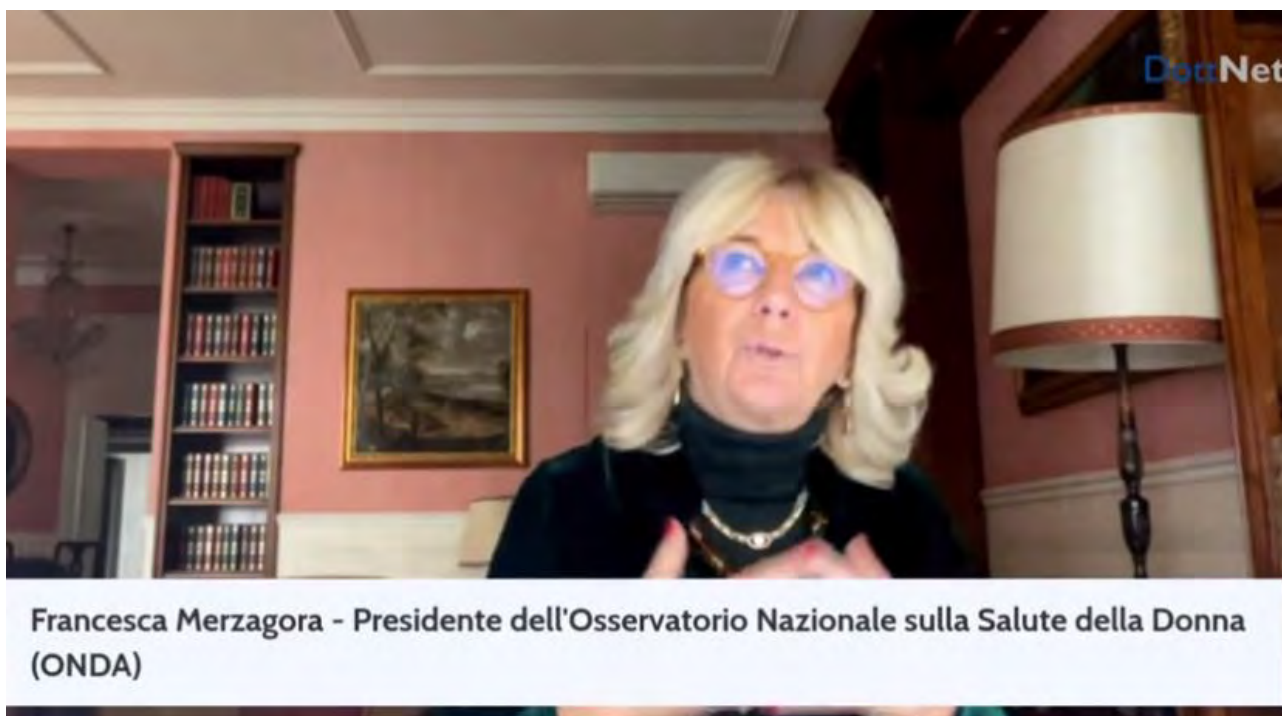 DottNet
Francesca Merzagora - Presidente dell'Osservatorio Nazionale sulla Salute della Donna
(ONDA)